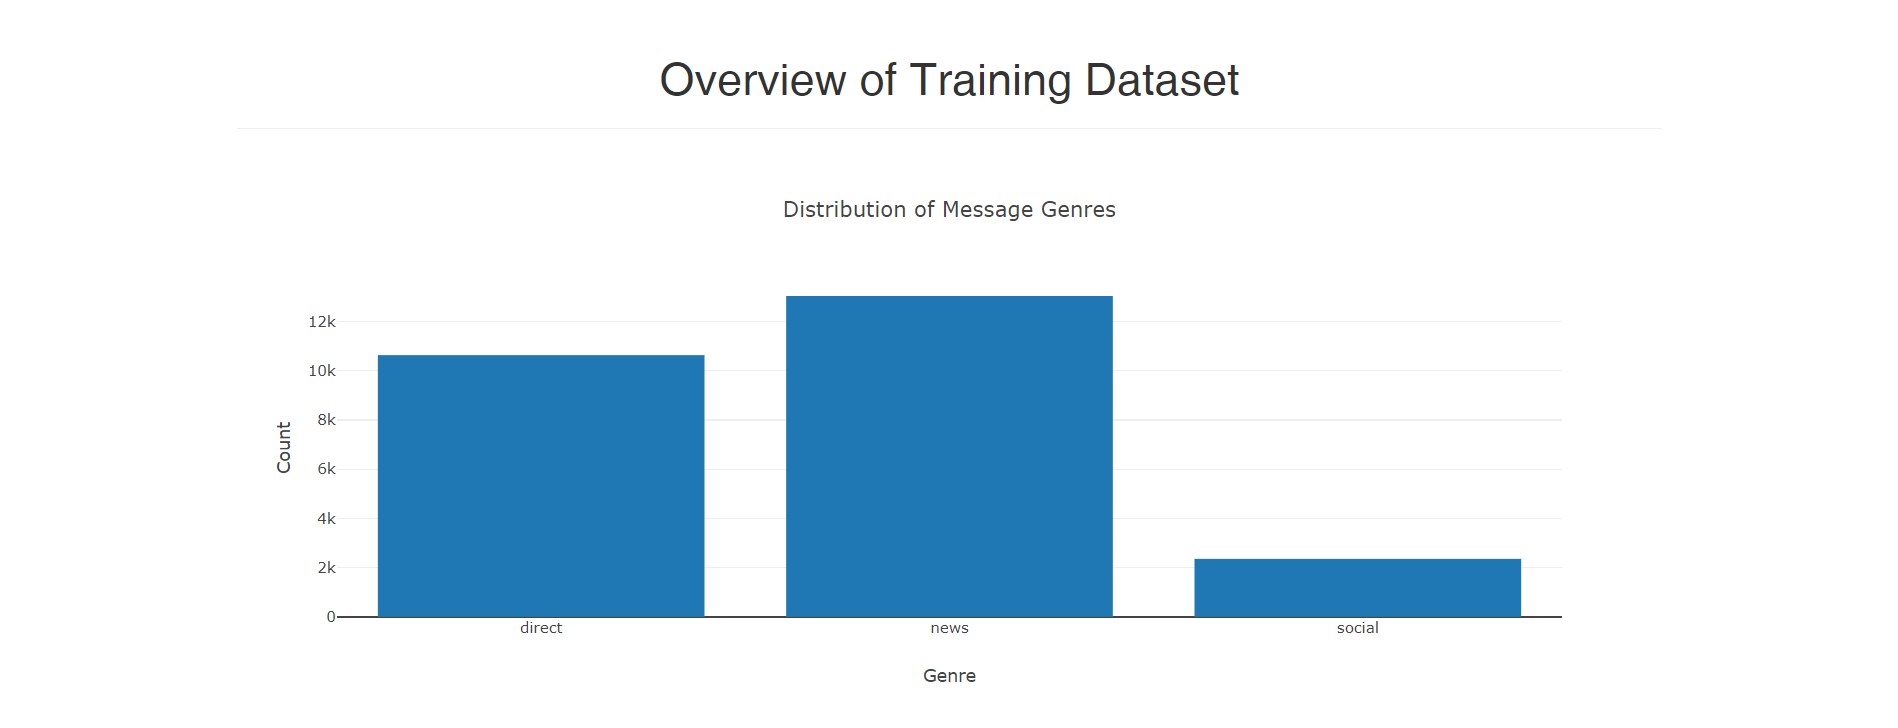 Overview of Training Dataset
Distribution of Message Genres
12k
10k
8k
6k
4k
2k
0
Count
direct news social
Genre